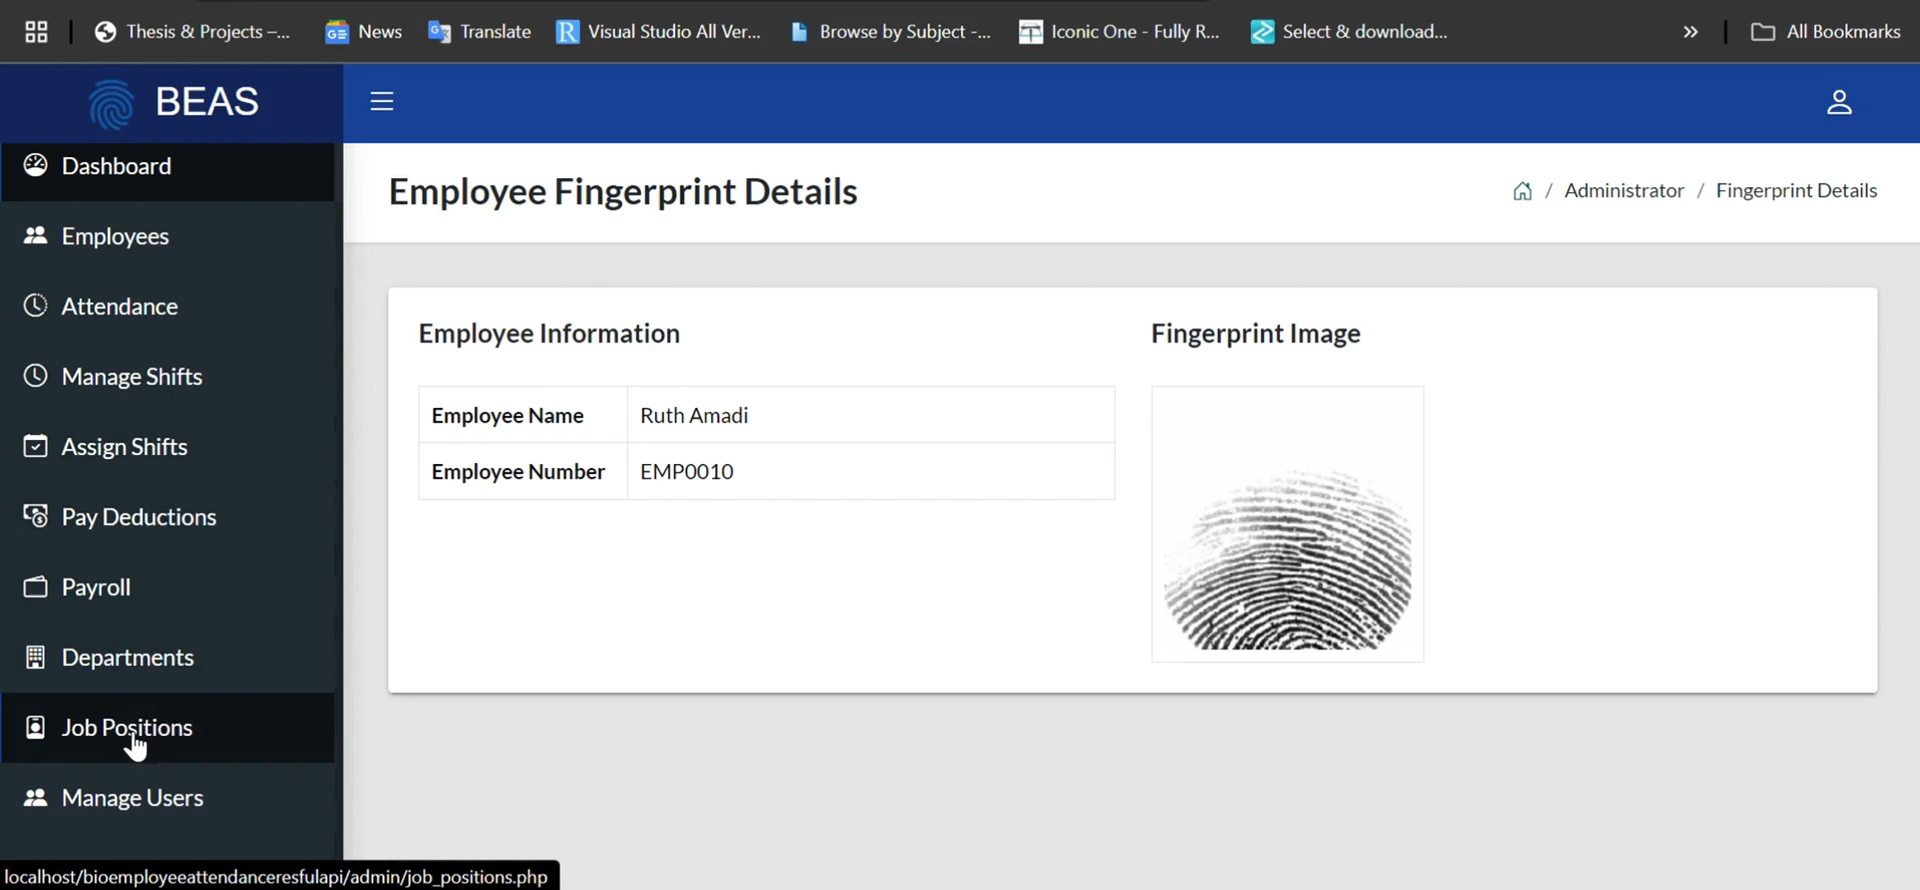 Thesis & Projects –...
News
Translate
Visual Studio All Ver...
Browse by Subject -...
Iconic One - Fully R...
Select & download...
»
All Bookmarks
BEAS
Dashboard
Employees
Attendance
Manage Shifts
Assign Shifts
Pay Deductions
Payroll
Departments
Job Positions
Manage Users
Employee Fingerprint Details
/ Administrator / Fingerprint Details
Employee Information
Employee Name Ruth Amadi
Employee Number EMP0010
Fingerprint Image
localhost/bioemployeeattendanceresfulapi/admin/job_positions.php